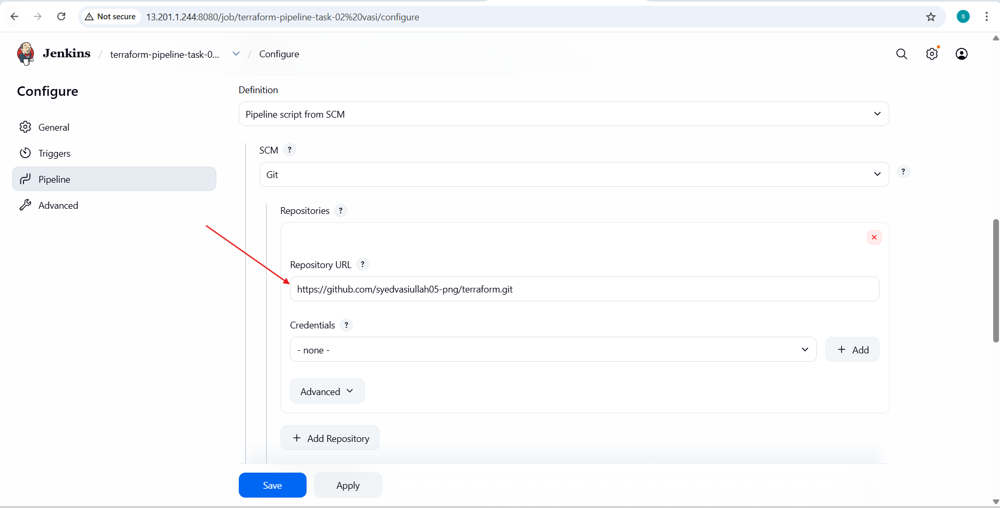 Not secure
13.201.1.244:8080/job/terraform-pipeline-task-02%20vasi/configure
S
Jenkins / terraform-pipeline-task-0... / Configure
Configure
General
Triggers
Pipeline
Advanced
Definition
Pipeline script from SCM
SCM ?
Git
?
Repositories ?
Repository URL ?
https://github.com/syedvasiullah05-png/terraform.git
Credentials ?
- none -
+ Add
Advanced
+ Add Repository
Save
Apply